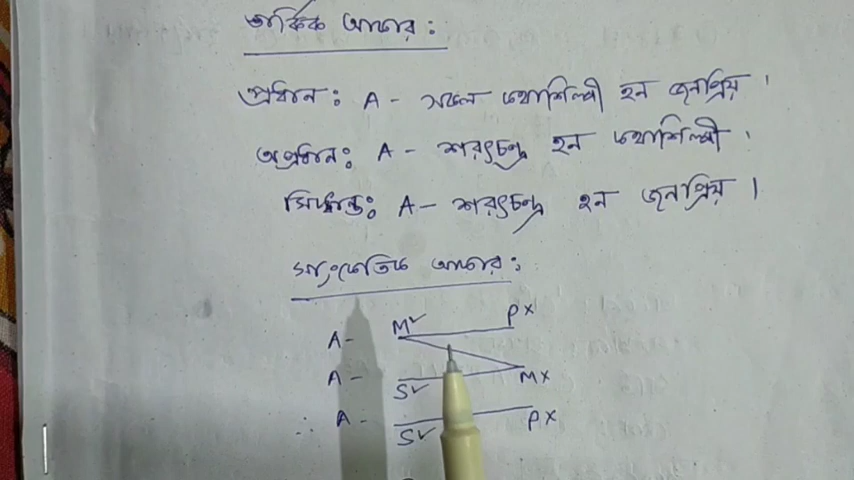 তার্কিক আকার :
প্রধান : A - সকল কথাশিল্পী হন জনপ্রিয় ।
অপ্রধান : A - শরৎচন্দ্র হন কথাশিল্পী ।
সিদ্ধান্ত : A - শরৎচন্দ্র হন জনপ্রিয় ।
সাংকেতিক আকার :
A - M✓ P×
A - S✓ M×
∴ A - S✓ P×